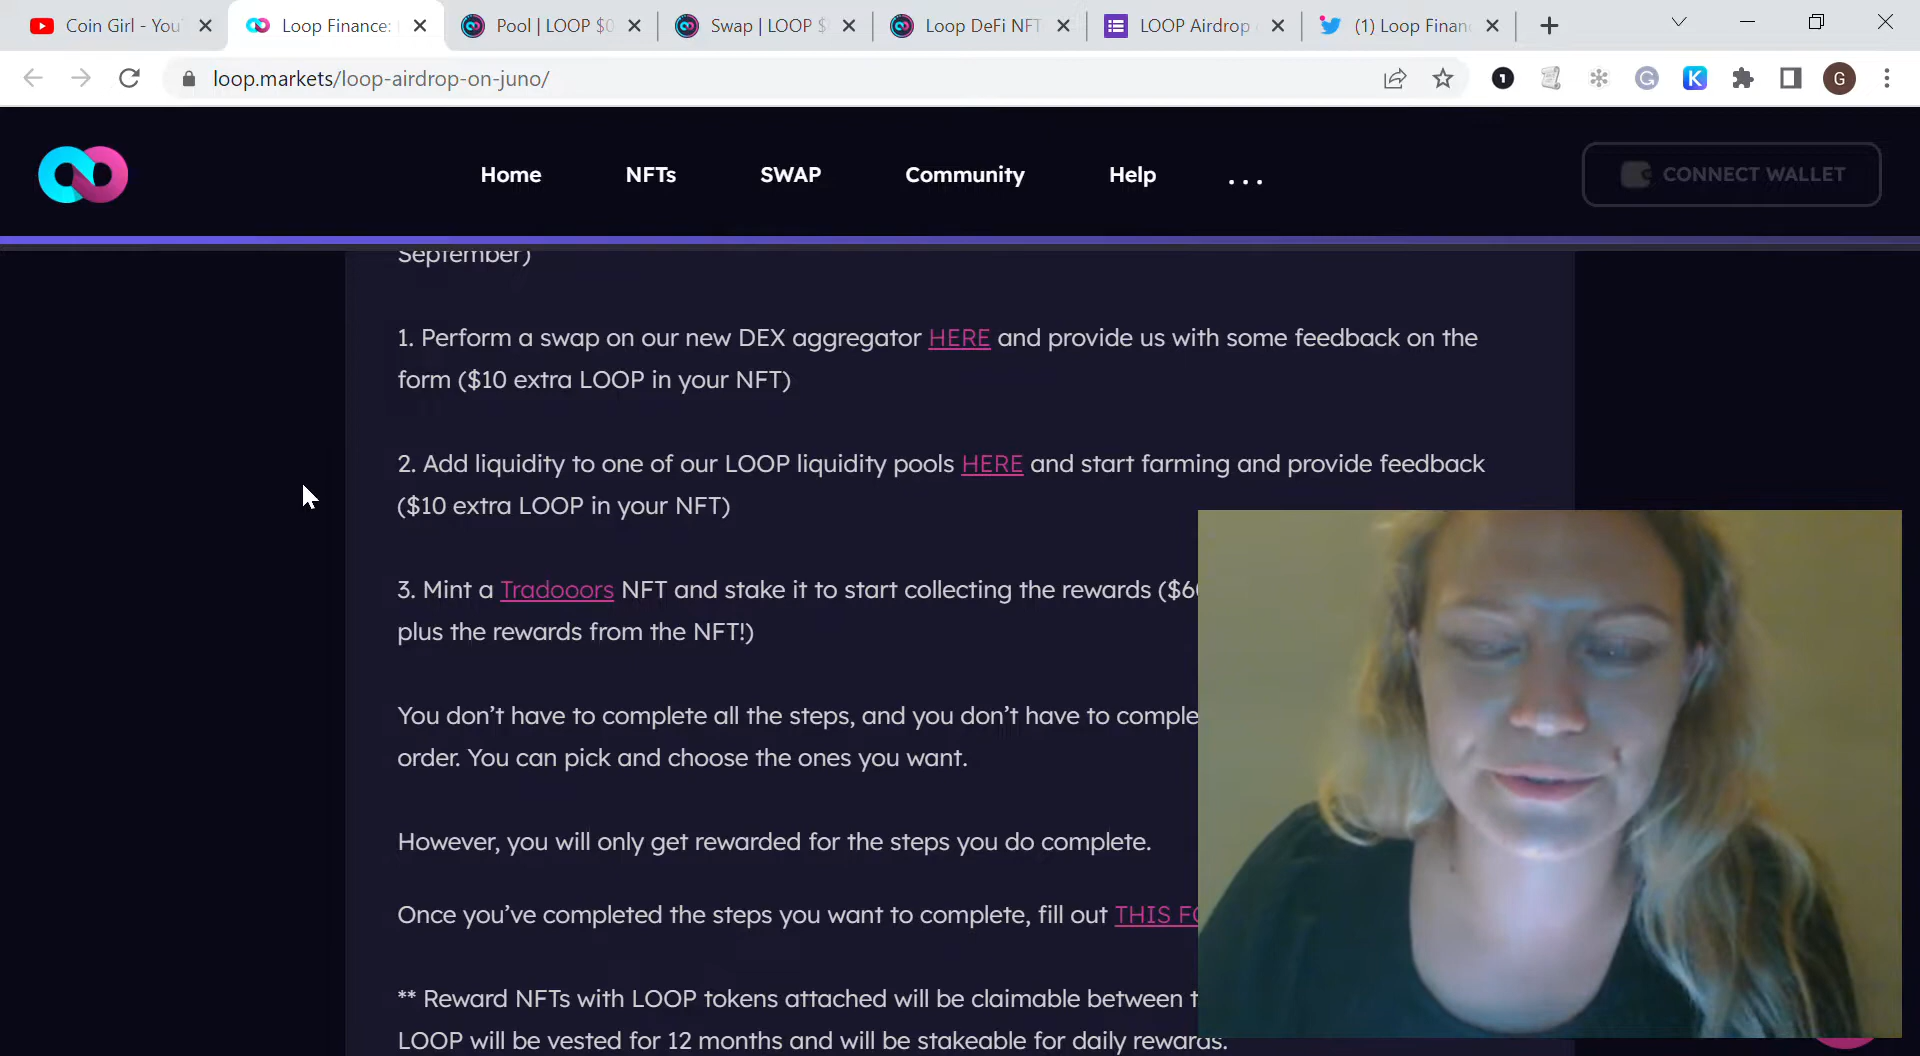 Coin Girl - You
Loop Finance:
Pool | LOOP $0
Swap | LOOP $
Loop DeFi NFT
LOOP Airdrop
(1) Loop Finan
loop.markets/loop-airdrop-on-juno/
G
K
G
Home
NFTs
SWAP
Community
Help
...
CONNECT WALLET
September)
1. Perform a swap on our new DEX aggregator HERE and provide us with some feedback on the
form ($10 extra LOOP in your NFT)
2. Add liquidity to one of our LOOP liquidity pools HERE and start farming and provide feedback
($10 extra LOOP in your NFT)
3. Mint a Tradooors NFT and stake it to start collecting the rewards
plus the rewards from the NFT!)
You don’t have to complete all the steps, and you don’t have to
order. You can pick and choose the ones you want.
However, you will only get rewarded for the steps you do complete.
Once you’ve completed the steps you want to complete, fill out THIS
** Reward NFTs with LOOP tokens attached will be claimable between
LOOP will be vested for 12 months and will be stakeable for daily rewards.